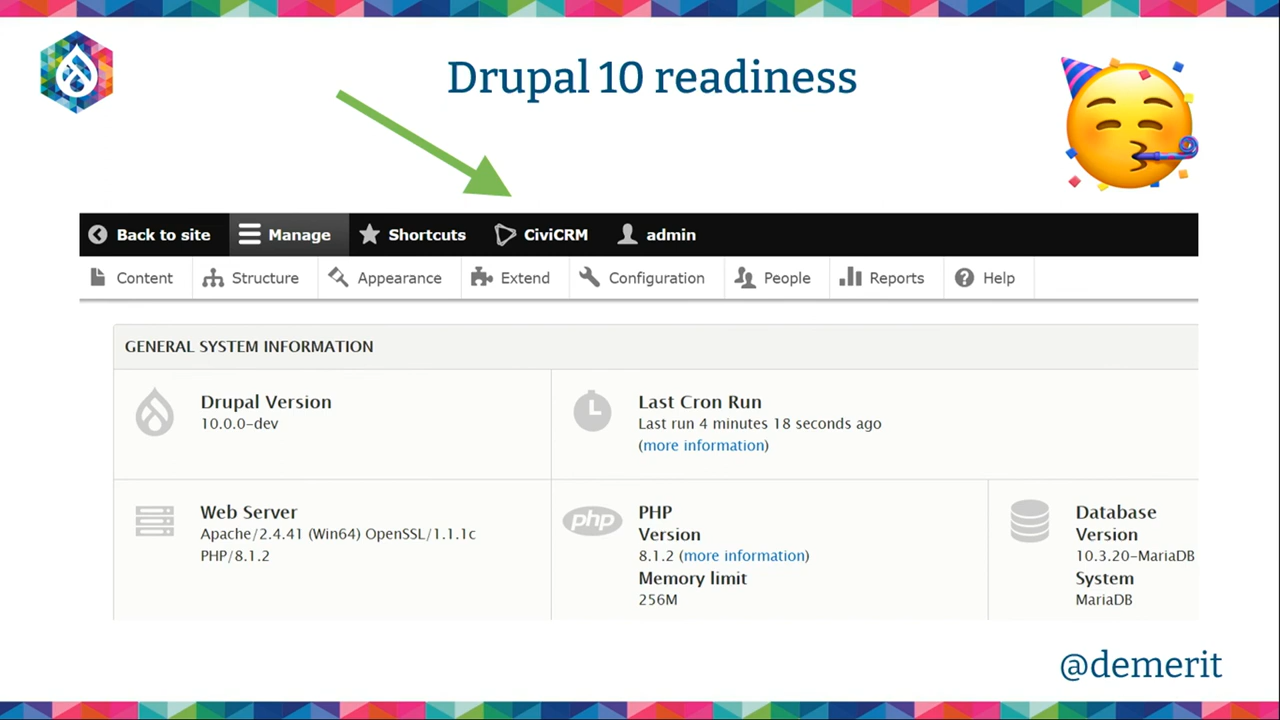 Drupal 10 readiness
Back to site Manage Shortcuts CiviCRM admin
Content Structure Appearance Extend Configuration People Reports Help
GENERAL SYSTEM INFORMATION
Drupal Version
10.0.0-dev
Last Cron Run
Last run 4 minutes 18 seconds ago
(more information)
Web Server
Apache/2.4.41 (Win64) OpenSSL/1.1.1c
PHP/8.1.2
php
PHP
Version
8.1.2 (more information)
Memory limit
256M
Database
Version
10.3.20-MariaDB
System
MariaDB
@demerit